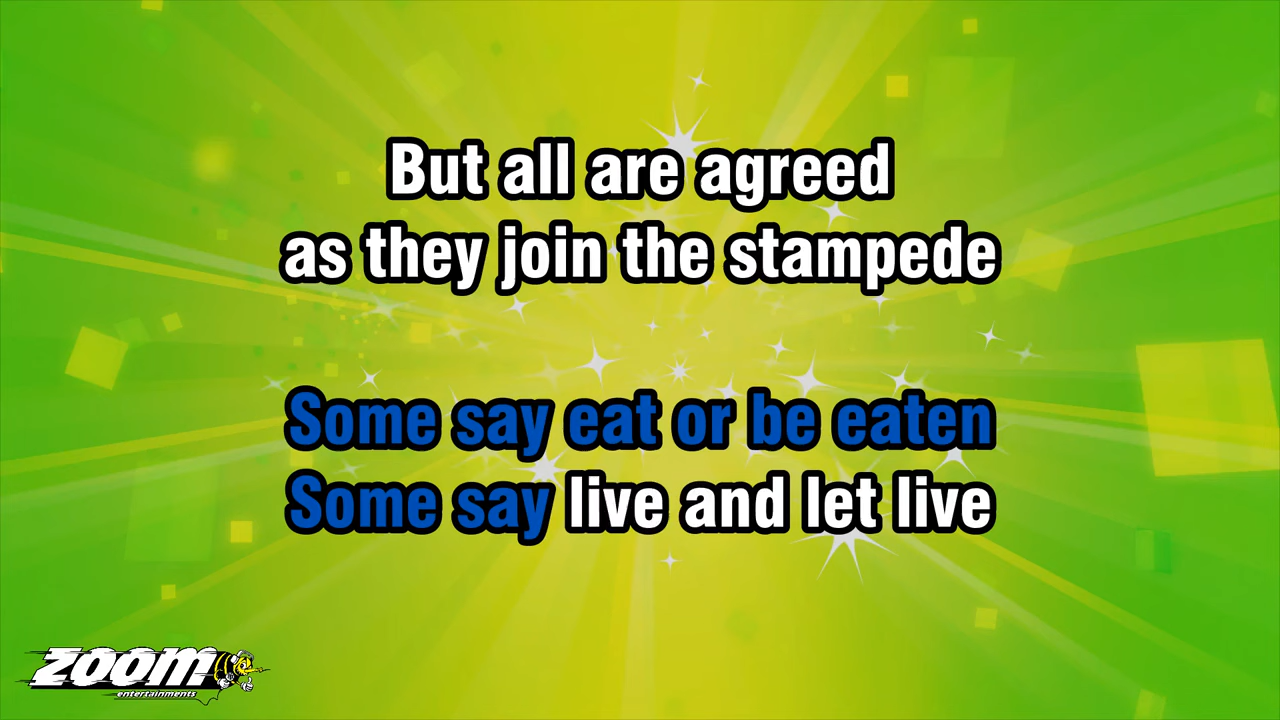 But all are agreed
as they join the stampede
Some say eat or be eaten
Some say live and let live
zoom
entertainments